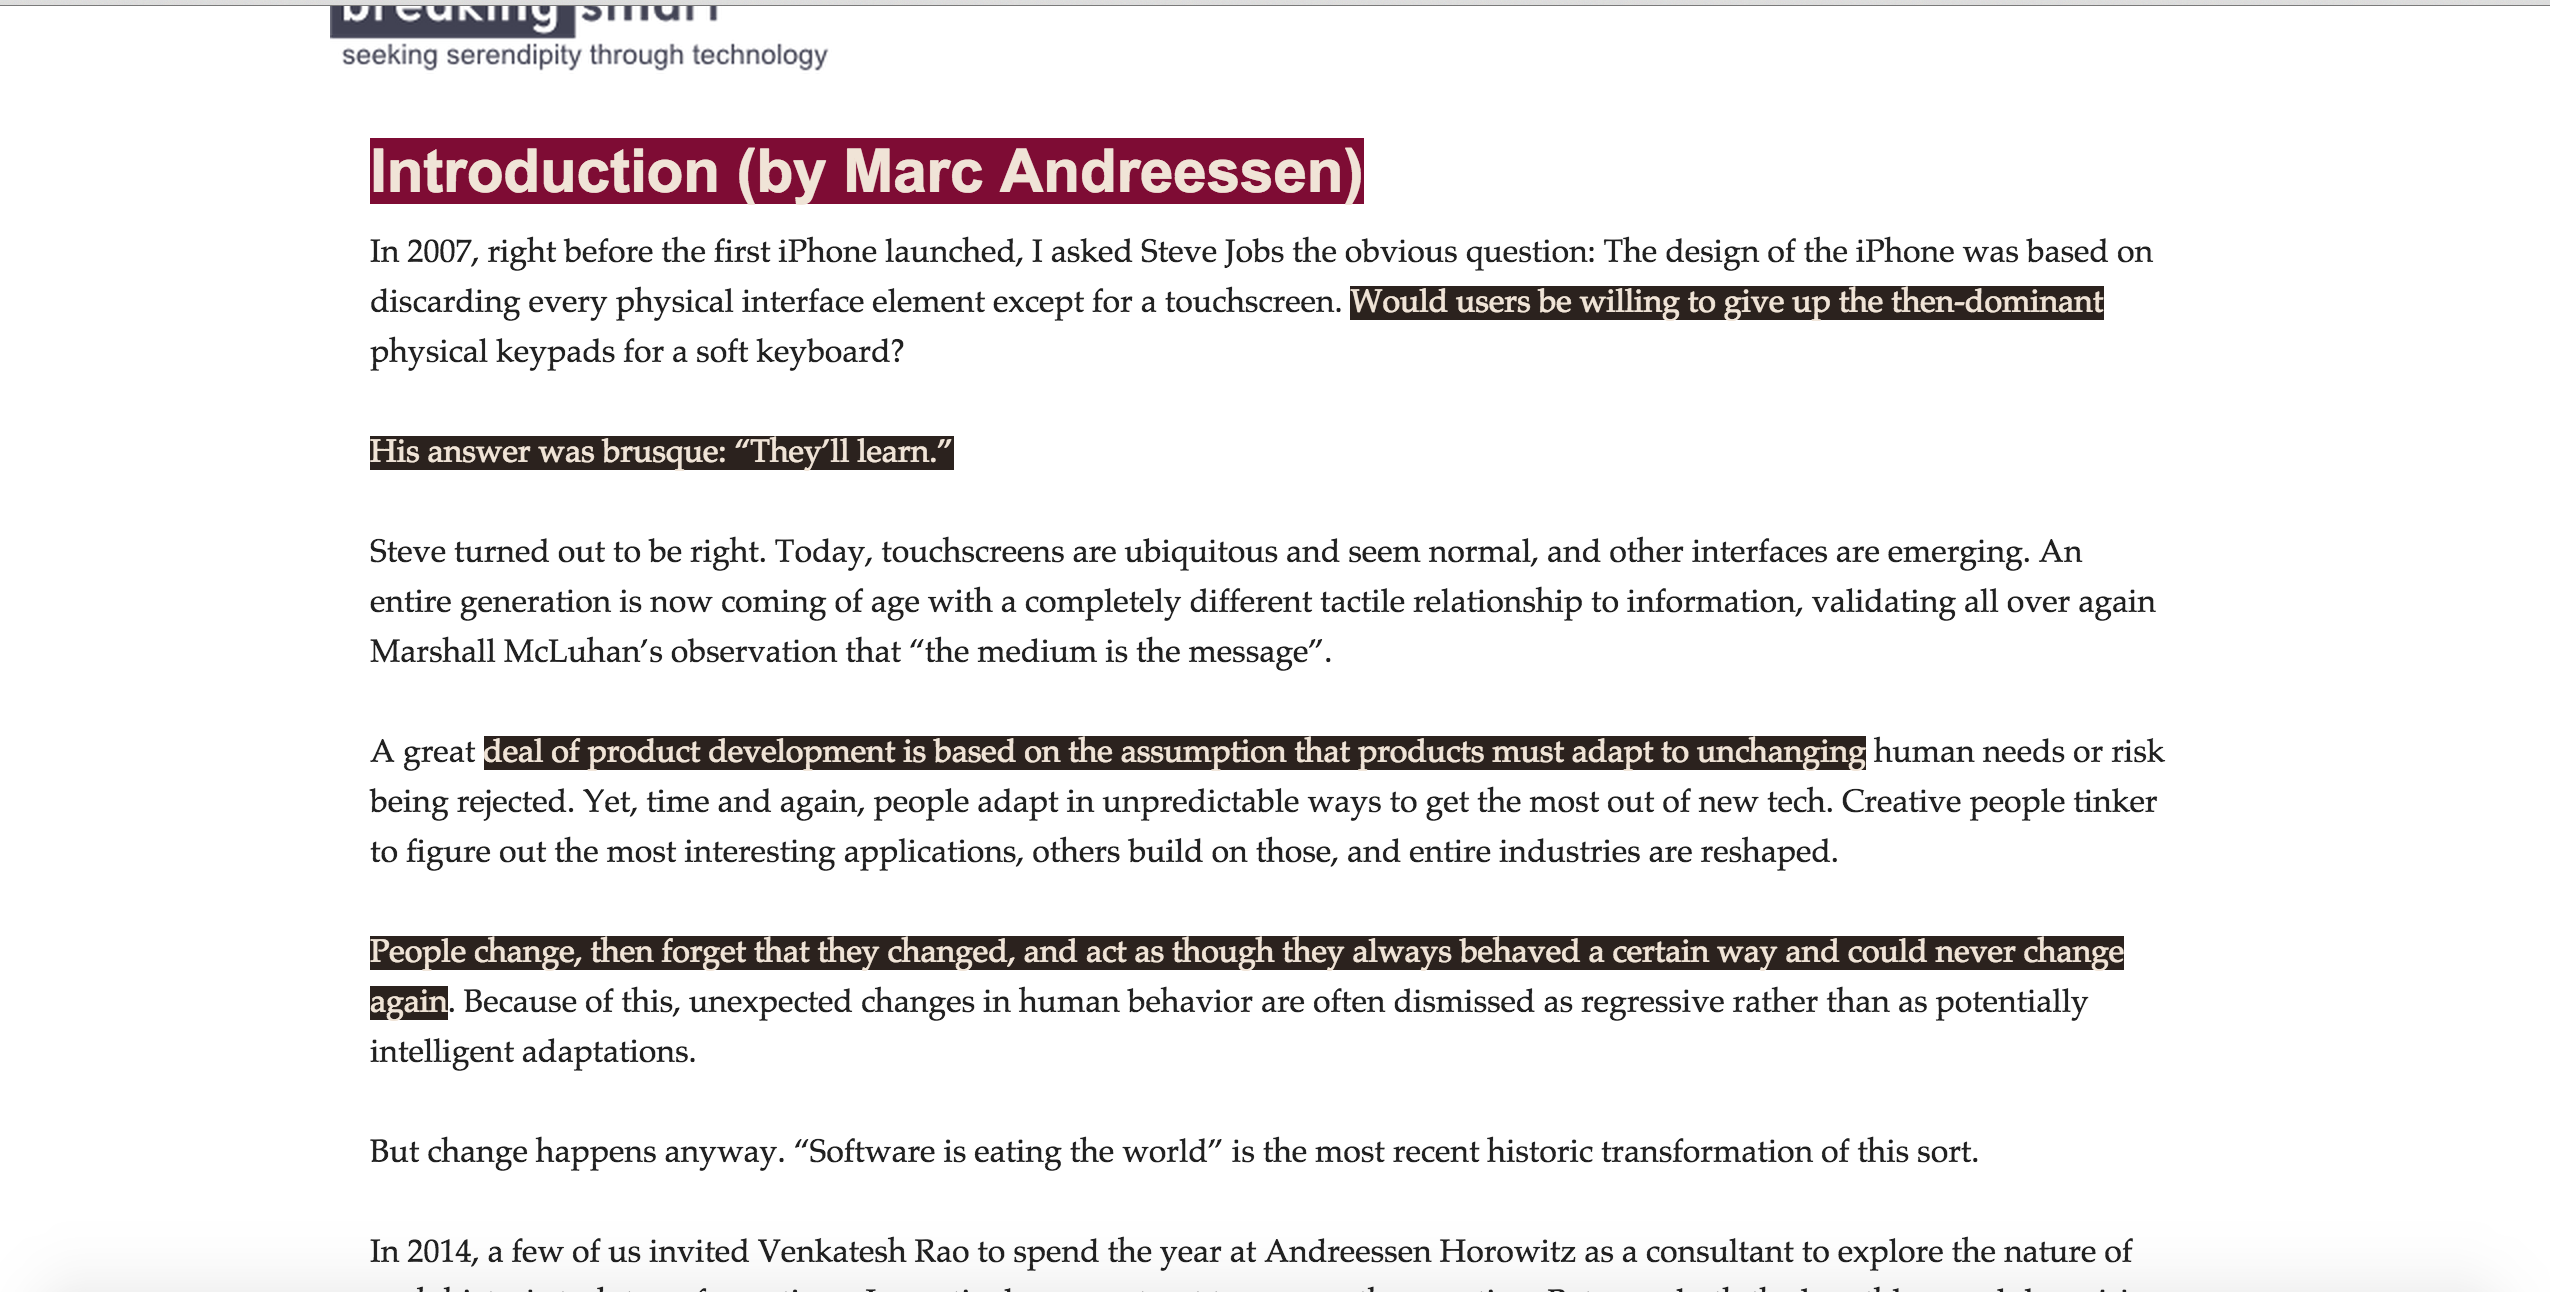 breaking smart
seeking serendipity through technology
Introduction (by Marc Andreessen)
In 2007, right before the first iPhone launched, I asked Steve Jobs the obvious question: The design of the iPhone was based on
discarding every physical interface element except for a touchscreen. Would users be willing to give up the then-dominant
physical keypads for a soft keyboard?
His answer was brusque: “They’ll learn.”
Steve turned out to be right. Today, touchscreens are ubiquitous and seem normal, and other interfaces are emerging. An
entire generation is now coming of age with a completely different tactile relationship to information, validating all over again
Marshall McLuhan’s observation that “the medium is the message”.
A great deal of product development is based on the assumption that products must adapt to unchanging human needs or risk
being rejected. Yet, time and again, people adapt in unpredictable ways to get the most out of new tech. Creative people tinker
to figure out the most interesting applications, others build on those, and entire industries are reshaped.
People change, then forget that they changed, and act as though they always behaved a certain way and could never change
again. Because of this, unexpected changes in human behavior are often dismissed as regressive rather than as potentially
intelligent adaptations.
But change happens anyway. “Software is eating the world” is the most recent historic transformation of this sort.
In 2014, a few of us invited Venkatesh Rao to spend the year at Andreessen Horowitz as a consultant to explore the nature of